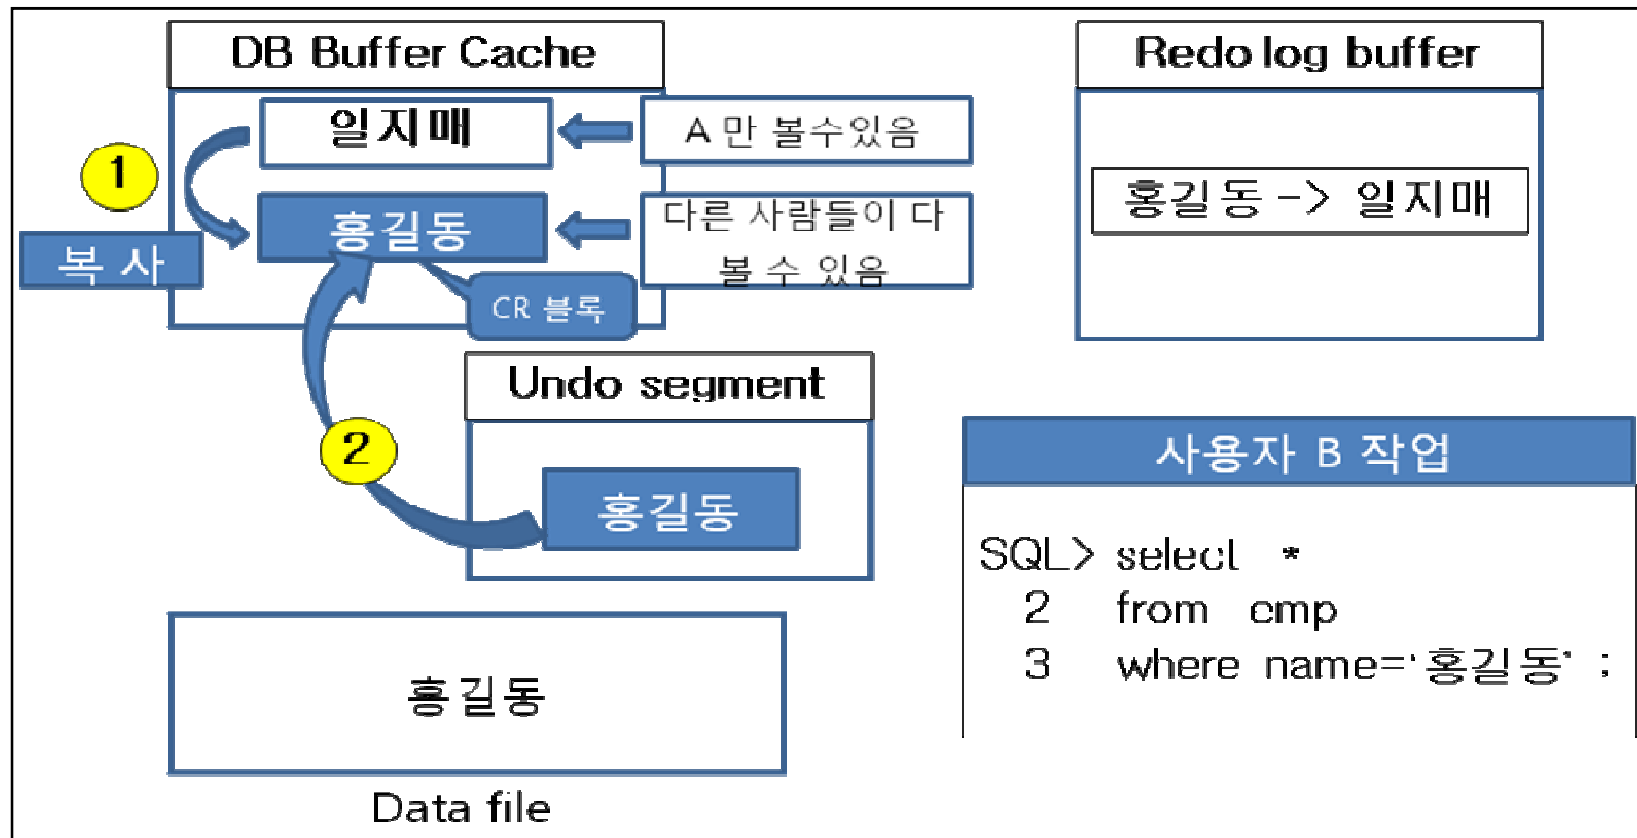 DB Buffer Cache
일지매
A 만 볼수있음
1
복 사
홍길동
다른 사람들이 다
볼 수 있음
CR 블록
Redo log buffer
홍길동 -> 일지매
Undo segment
2
홍길동
홍길동
Data file
사용자 B 작업
SQL> select *
2 from emp
3 where name='홍길동' ;